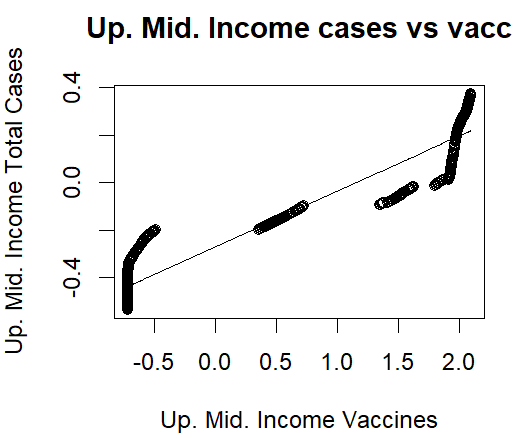 Up. Mid. Income cases vs vacc
Up. Mid. Income Total Cases
0.4
0.0
-0.4
-0.5 0.0 0.5 1.0 1.5 2.0
Up. Mid. Income Vaccines